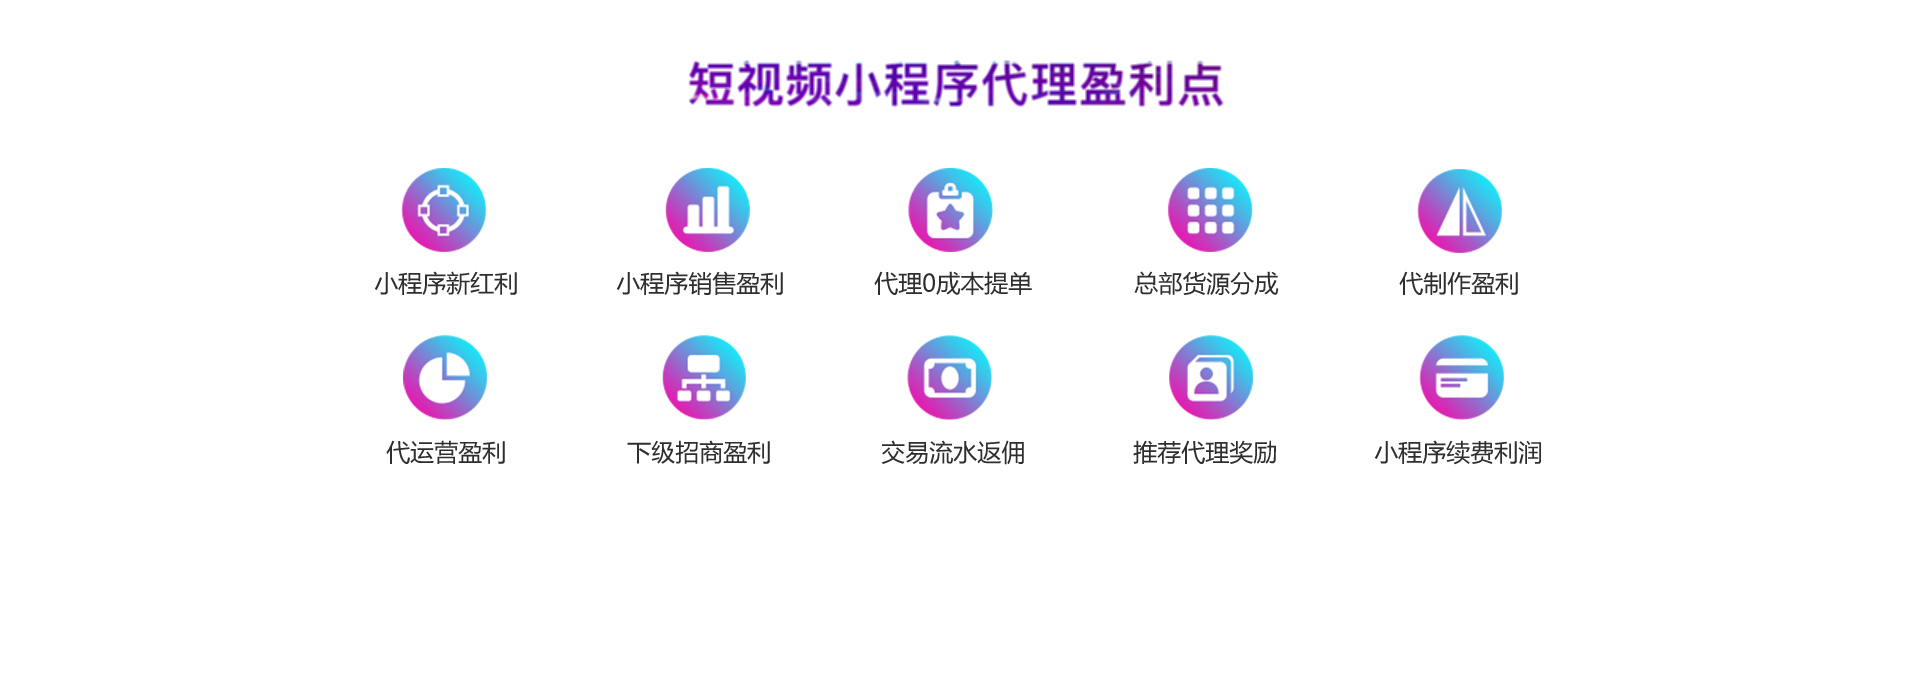 短视频小程序代理盈利点
小程序新红利
小程序销售盈利
代理0成本提单
总部货源分成
代制作盈利
代运营盈利
下级招商盈利
交易流水返佣
推荐代理奖励
小程序续费利润